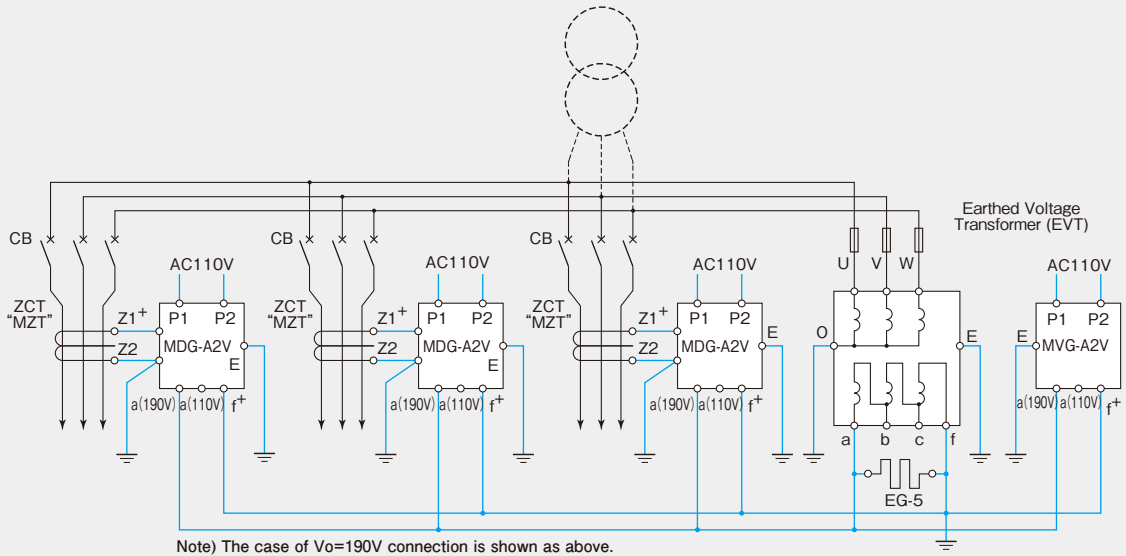 Earthed Voltage
Transformer (EVT)
CB
CB
CB
U
V
W
AC110V
AC110V
AC110V
AC110V
ZCT
"MZT"
Z1+
P1
P2
Z2
MDG-A2V
E
a(190V)
a(110V)
f+
ZCT
"MZT"
Z1+
P1
P2
Z2
MDG-A2V
E
a(190V)
a(110V)
f+
ZCT
"MZT"
Z1+
P1
P2
E
Z2
MDG-A2V
a(190V)
a(110V)
f+
O
E
a
b
c
f
EG-5
P1
P2
E
MVG-A2V
a(190V)
a(110V)
f+
Note) The case of Vo=190V connection is shown as above.